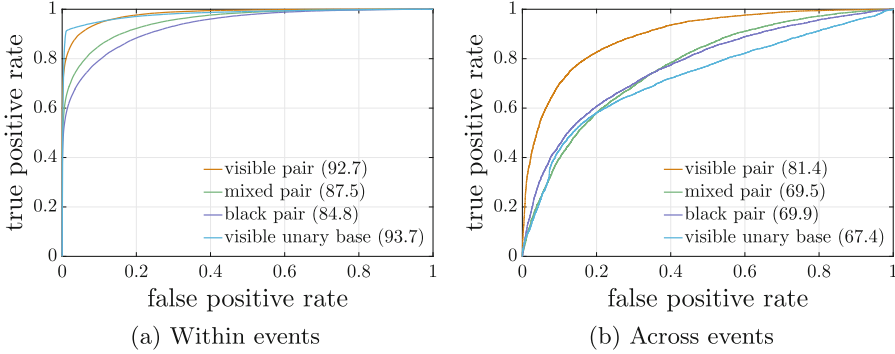 true positive rate
1
0.8
0.6
0.4
0.2
0
visible pair (92.7)
mixed pair (87.5)
black pair (84.8)
visible unary base (93.7)
0 0.2 0.4 0.6 0.8 1
false positive rate
(a) Within events
true positive rate
1
0.8
0.6
0.4
0.2
0
visible pair (81.4)
mixed pair (69.5)
black pair (69.9)
visible unary base (67.4)
0 0.2 0.4 0.6 0.8 1
false positive rate
(b) Across events